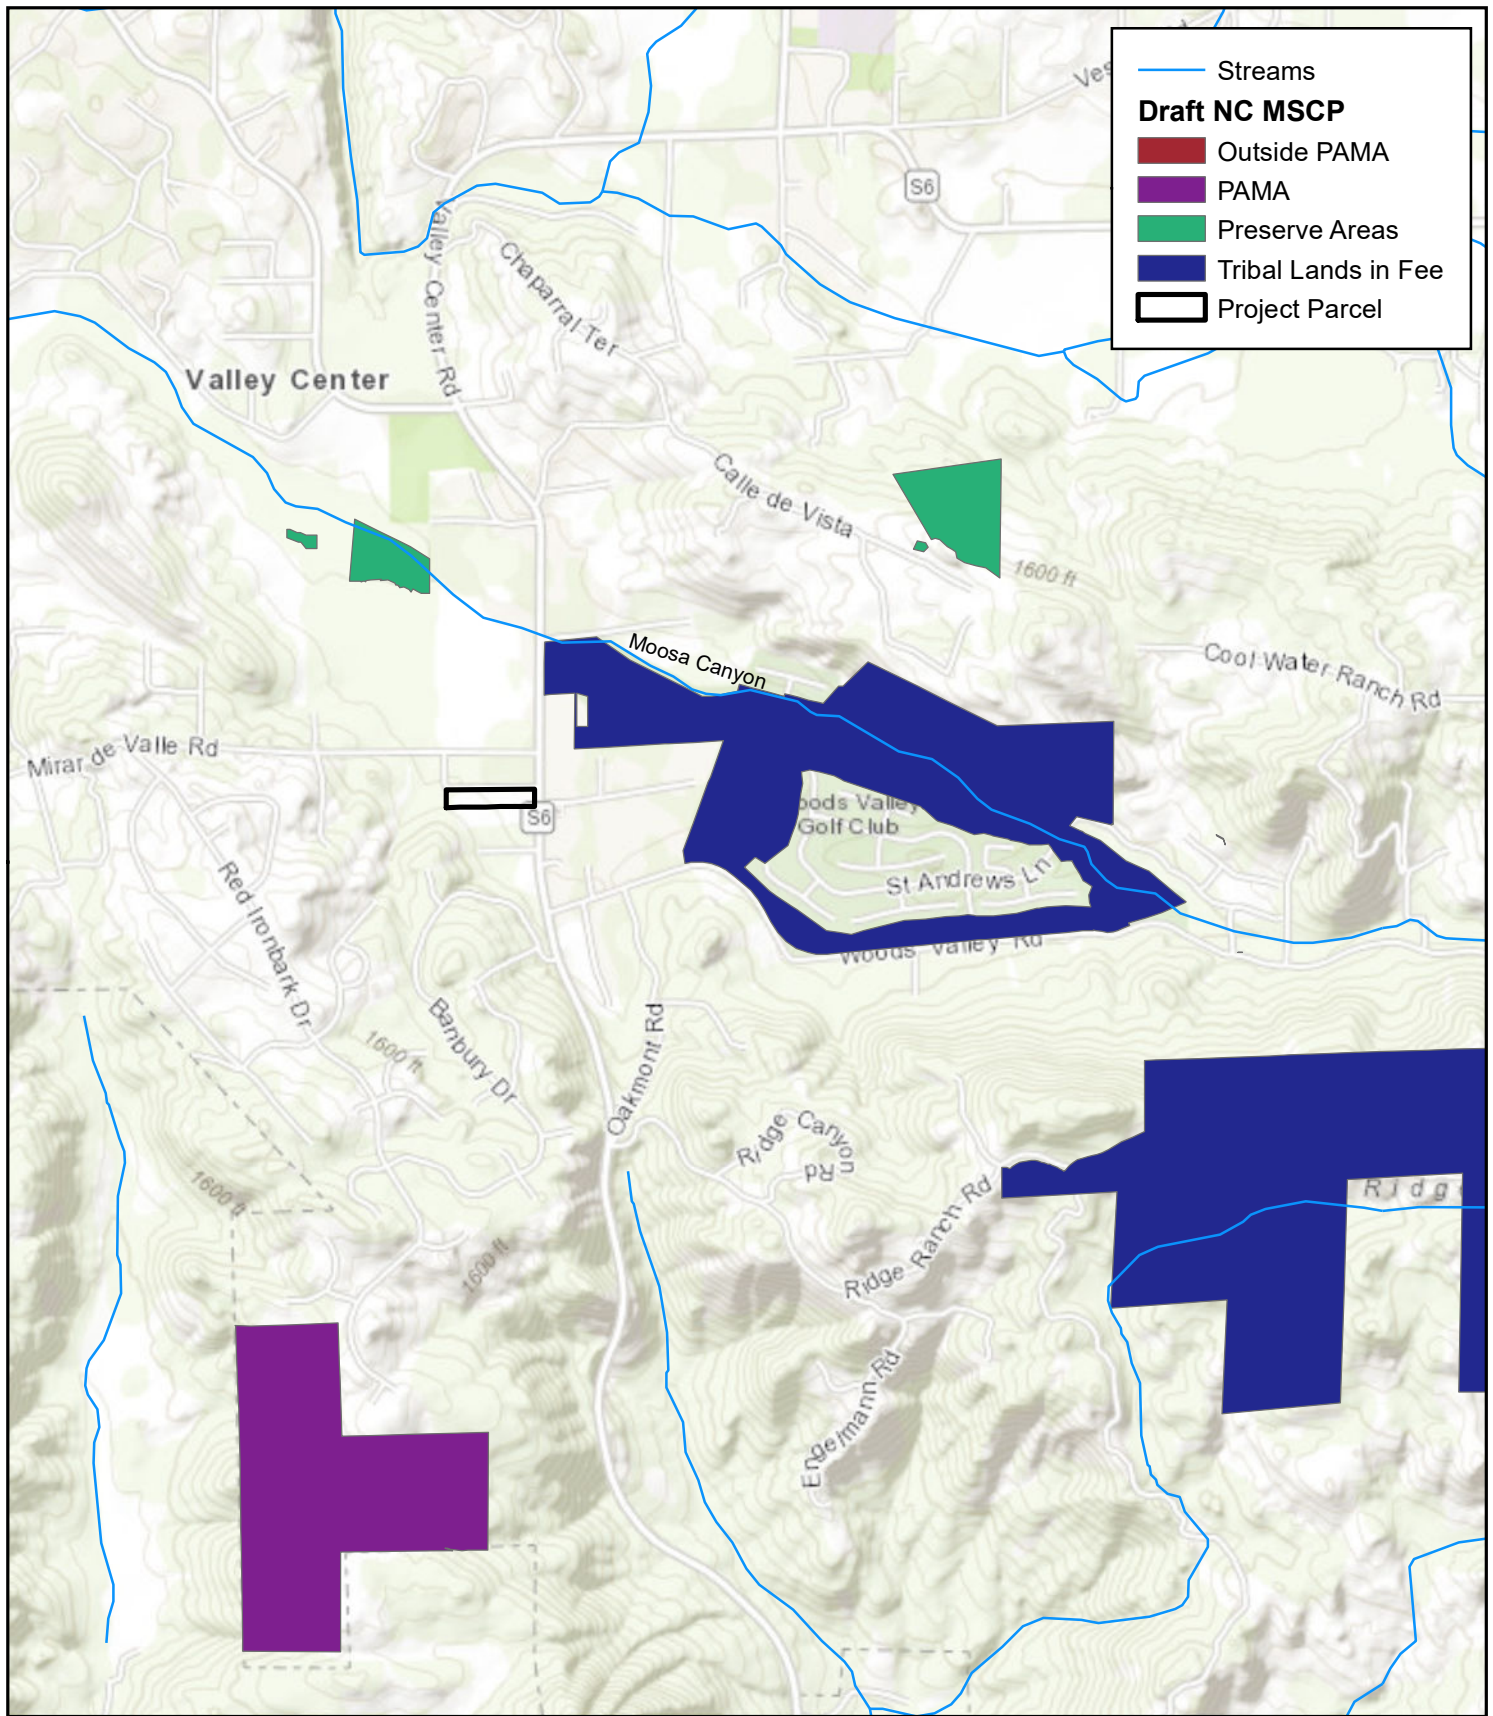 Streams
Draft NC MSCP
Outside PAMA
PAMA
Preserve Areas
Tribal Lands in Fee
Project Parcel
S6
Valley Center Rd
Chaparral Ter
Valley Center
Calle de Vista
1600 ft
Moosa Canyon
Cool Water Ranch Rd
Mirar de Valle Rd
S6
oods Valley
Golf Club
St Andrews Ln
Woods Valley Rd
Red Ironbark Dr
1600 ft
Banbury Dr
Oakmont Rd
Ridge Canyon
Rd
1600 ft
Ridge Ranch Rd
Ridg
1600 ft
Engelmann Rd